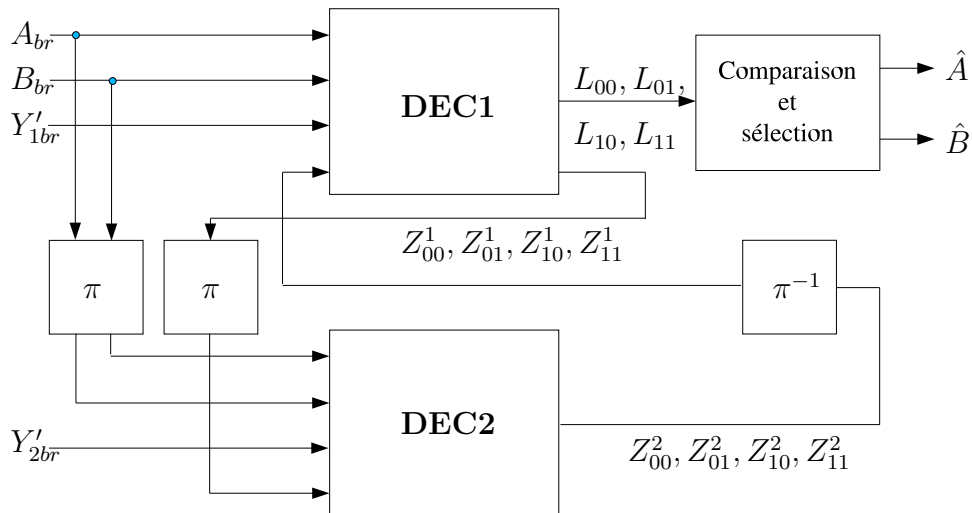 A_{br}
B_{br}
Y'_{1br}
DEC1
L_{00}, L_{01},
L_{10}, L_{11}
Comparaison
et
sélection
Â
B̂
Z^1_{00}, Z^1_{01}, Z^1_{10}, Z^1_{11}
π
π
π^{-1}
DEC2
Y'_{2br}
Z^2_{00}, Z^2_{01}, Z^2_{10}, Z^2_{11}